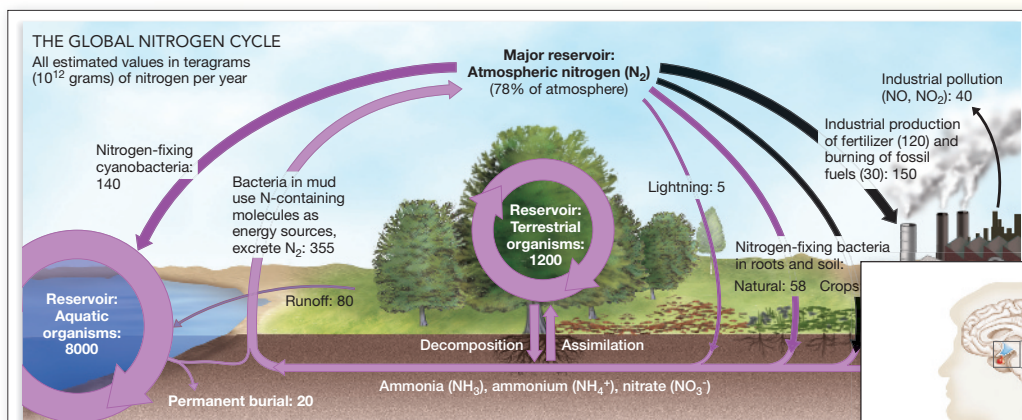 THE GLOBAL NITROGEN CYCLE
All estimated values in teragrams
(10¹² grams) of nitrogen per year
Major reservoir:
Atmospheric nitrogen (N₂)
(78% of atmosphere)
Industrial pollution
(NO, NO₂): 40
Industrial production
of fertilizer (120) and
burning of fossil
fuels (30): 150
Nitrogen-fixing
cyanobacteria:
140
Bacteria in mud
use N-containing
molecules as
energy sources,
excrete N₂: 355
Lightning: 5
Reservoir:
Terrestrial
organisms:
1200
Nitrogen-fixing bacteria
in roots and soil:
Natural: 58 Crops
Runoff: 80
Reservoir:
Aquatic
organisms:
8000
Decomposition Assimilation
Ammonia (NH₃), ammonium (NH₄⁺), nitrate (NO₃⁻)
Permanent burial: 20